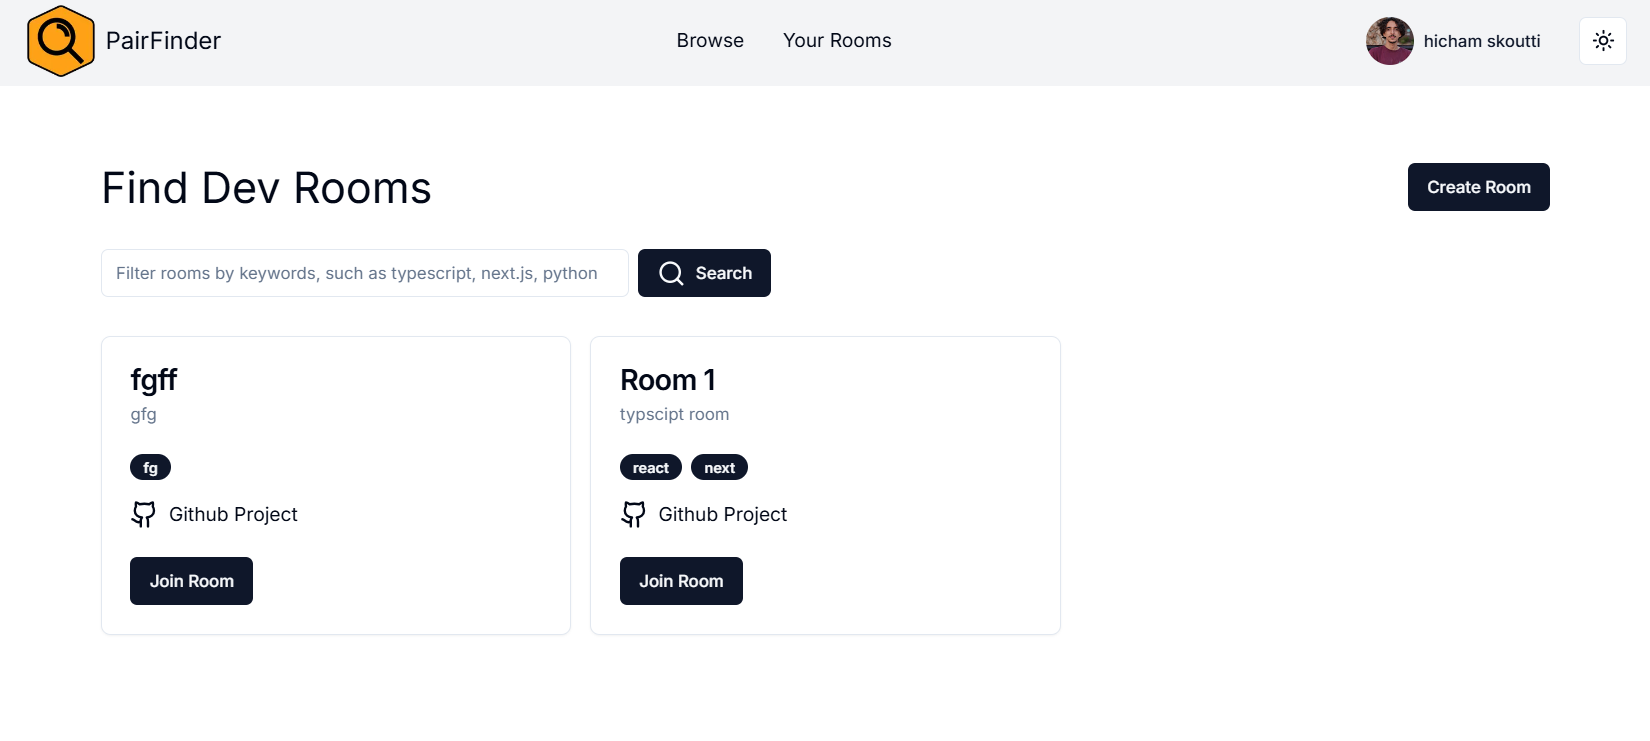 PairFinder
Browse
Your Rooms
hicham skoutti
Find Dev Rooms
Create Room
Filter rooms by keywords, such as typescript, next.js, python
Search
fgff
gfg
fg
Github Project
Join Room
Room 1
typscipt room
react next
Github Project
Join Room